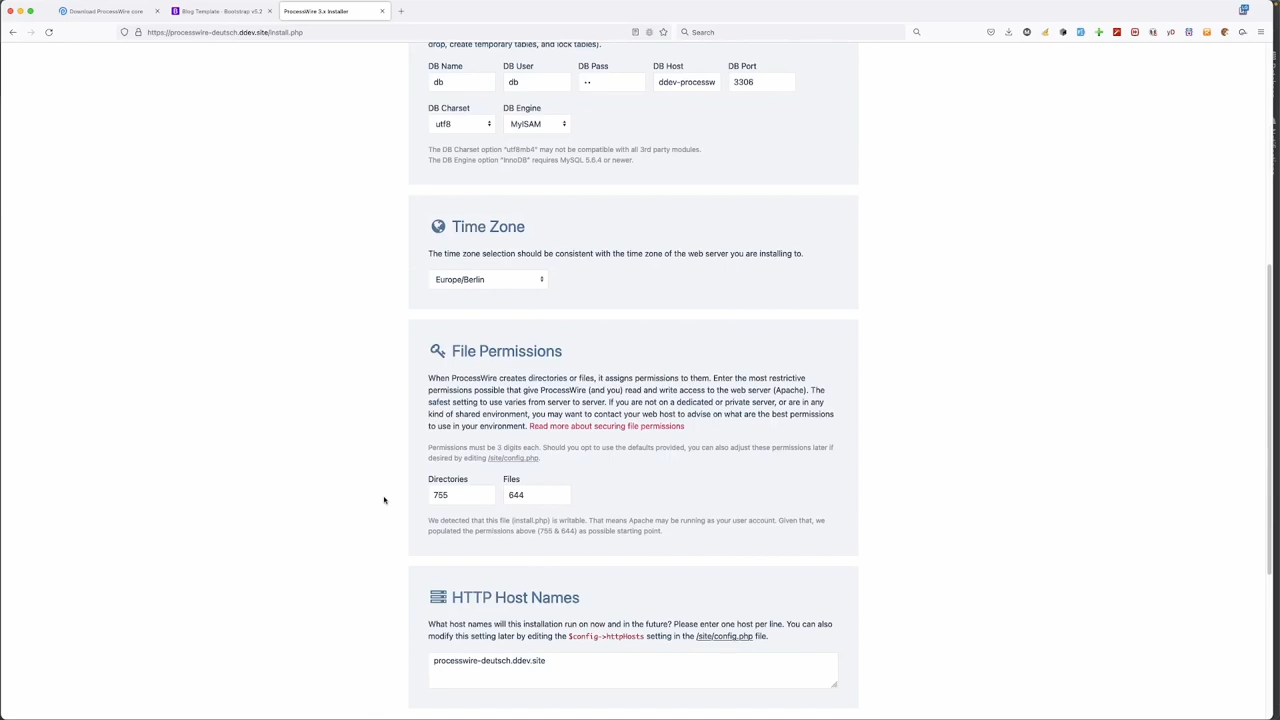 Download ProcessWire core
Blog Template · Bootstrap v5.2
ProcessWire 3.x Installer
https://processwire-deutsch.ddev.site/install.php
Search
drop, create temporary tables, and lock tables).
DB Name
DB User
DB Pass
DB Host
DB Port
db
db
••
ddev-processw
3306
DB Charset
DB Engine
utf8
MyISAM
The DB Charset option "utf8mb4" may not be compatible with all 3rd party modules.
The DB Engine option "InnoDB" requires MySQL 5.6.4 or newer.
Time Zone
The time zone selection should be consistent with the time zone of the web server you are installing to.
Europe/Berlin
File Permissions
When ProcessWire creates directories or files, it assigns permissions to them. Enter the most restrictive
permissions possible that give ProcessWire (and you) read and write access to the web server (Apache). The
safest setting to use varies from server to server. If you are not on a dedicated or private server, or are in any
kind of shared environment, you may want to contact your web host to advise on what are the best permissions
to use in your environment. Read more about securing file permissions
Permissions must be 3 digits each. Should you opt to use the defaults provided, you can also adjust these permissions later if
desired by editing /site/config.php.
Directories
Files
755
644
We detected that this file (install.php) is writable. That means Apache may be running as your user account. Given that, we
populated the permissions above (755 & 644) as possible starting point.
HTTP Host Names
What host names will this installation run on now and in the future? Please enter one host per line. You can also
modify this setting later by editing the $config->httpHosts setting in the /site/config.php file.
processwire-deutsch.ddev.site